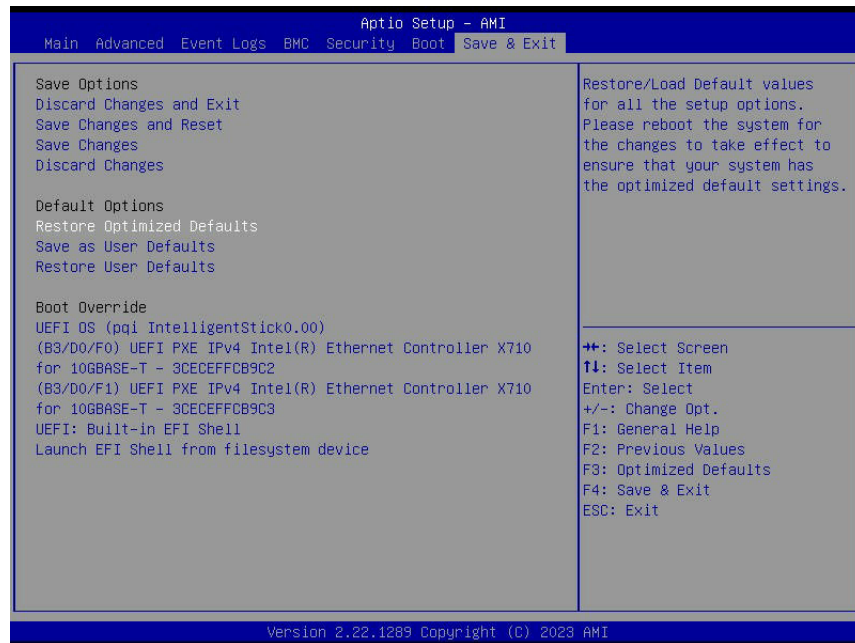 Aptio Setup – AMI
Main Advanced Event Logs BMC Security Boot Save & Exit
Save Options
Discard Changes and Exit
Save Changes and Reset
Save Changes
Discard Changes
Default Options
Restore Optimized Defaults
Save as User Defaults
Restore User Defaults
Boot Override
UEFI OS (pqi IntelligentStick0.00)
(B3/D0/F0) UEFI PXE IPv4 Intel(R) Ethernet Controller X710
for 10GBASE-T – 3CECEFFCB9C2
(B3/D0/F1) UEFI PXE IPv4 Intel(R) Ethernet Controller X710
for 10GBASE-T – 3CECEFFCB9C3
UEFI: Built-in EFI Shell
Launch EFI Shell from filesystem device
Restore/Load Default values
for all the setup options.
Please reboot the system for
the changes to take effect to
ensure that your system has
the optimized default settings.
→←: Select Screen
↑↓: Select Item
Enter: Select
+/-: Change Opt.
F1: General Help
F2: Previous Values
F3: Optimized Defaults
F4: Save & Exit
ESC: Exit
Version 2.22.1289 Copyright (C) 2023 AMI